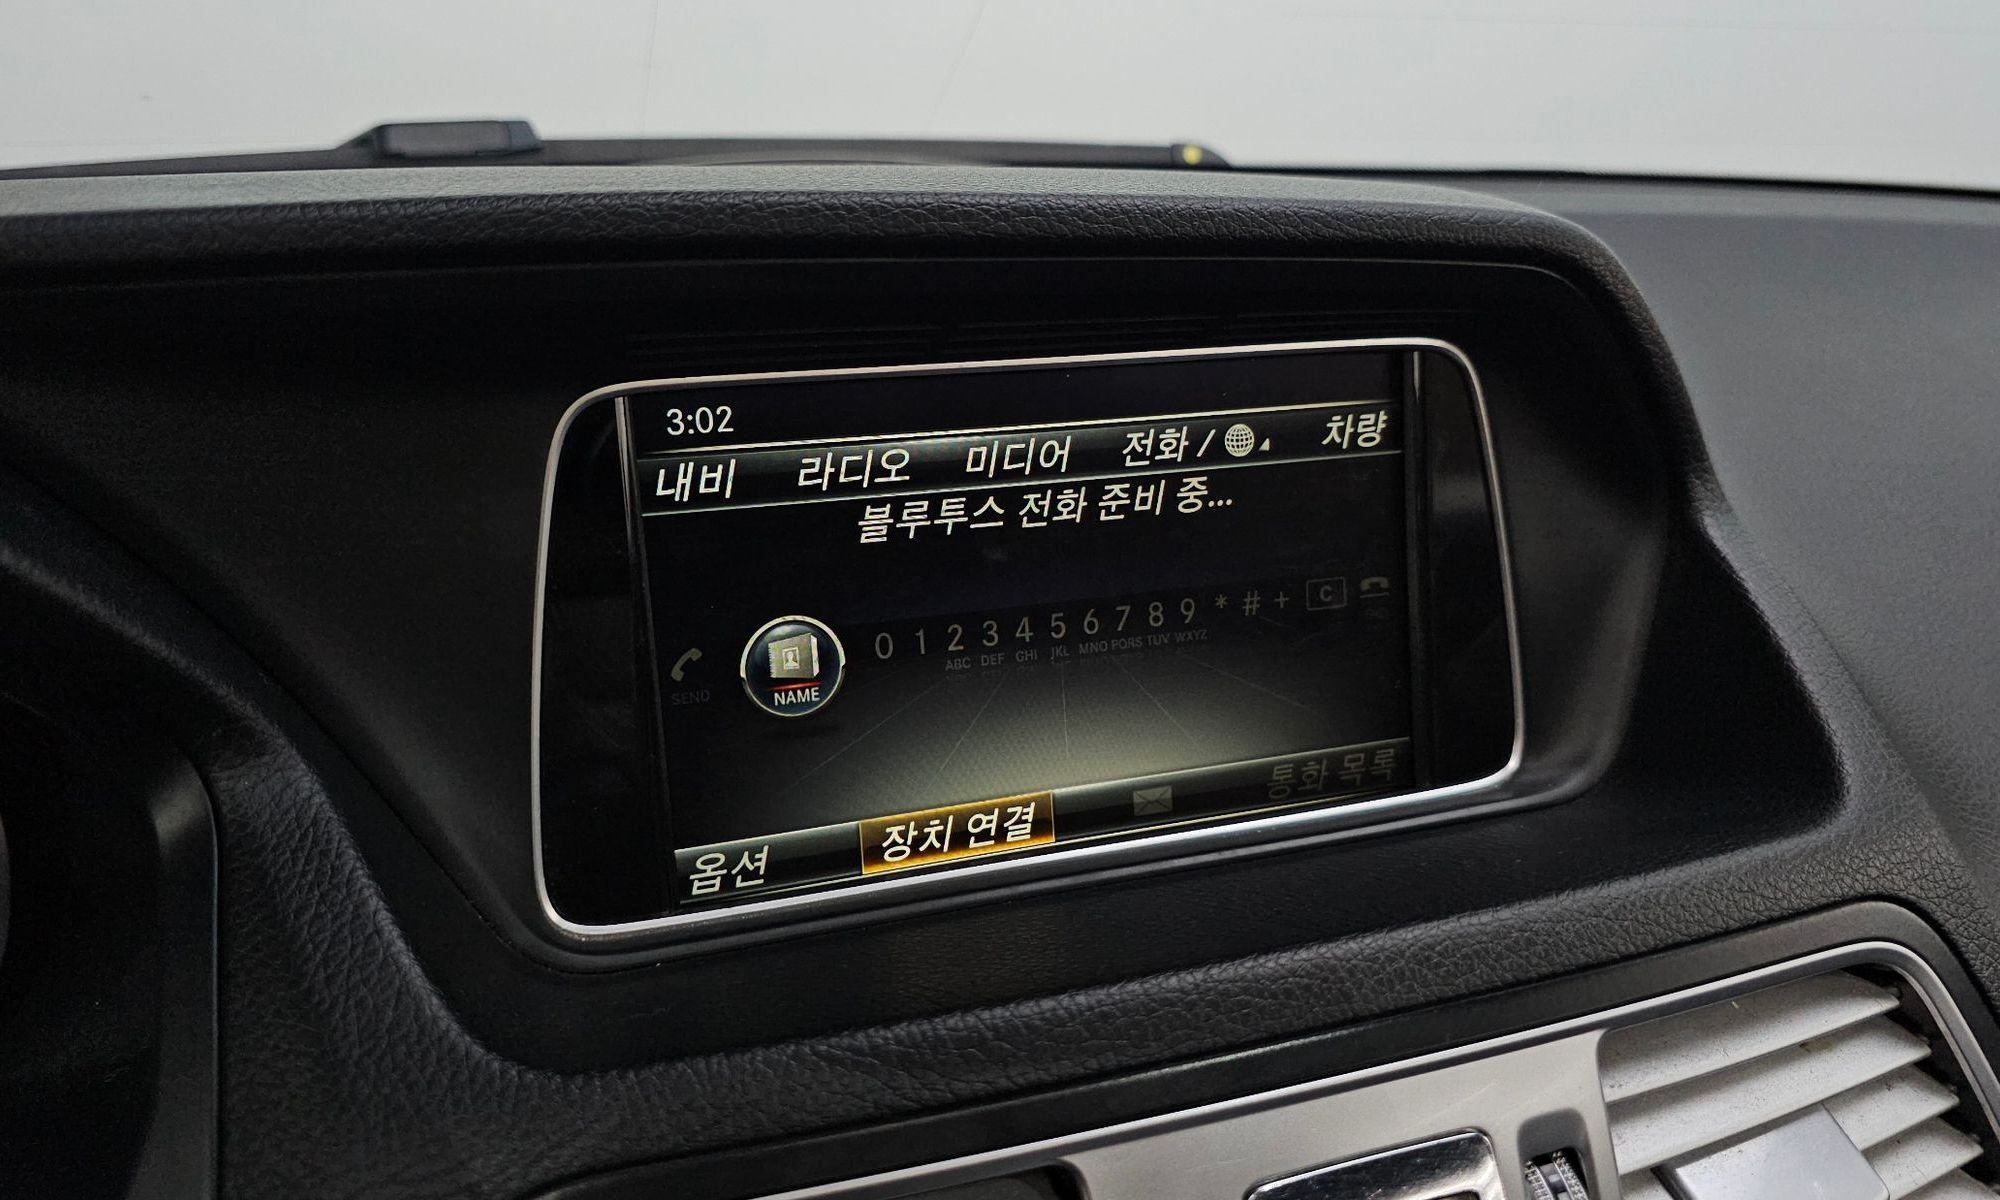 3:02
내비 라디오 미디어 전화 / 차량
블루투스 전화 준비 중...
0 1 2 3 4 5 6 7 8 9 * # + C
SEND NAME ABC DEF GHI JKL MNO PQRS TUV WXYZ
옵션 장치 연결 통화 목록